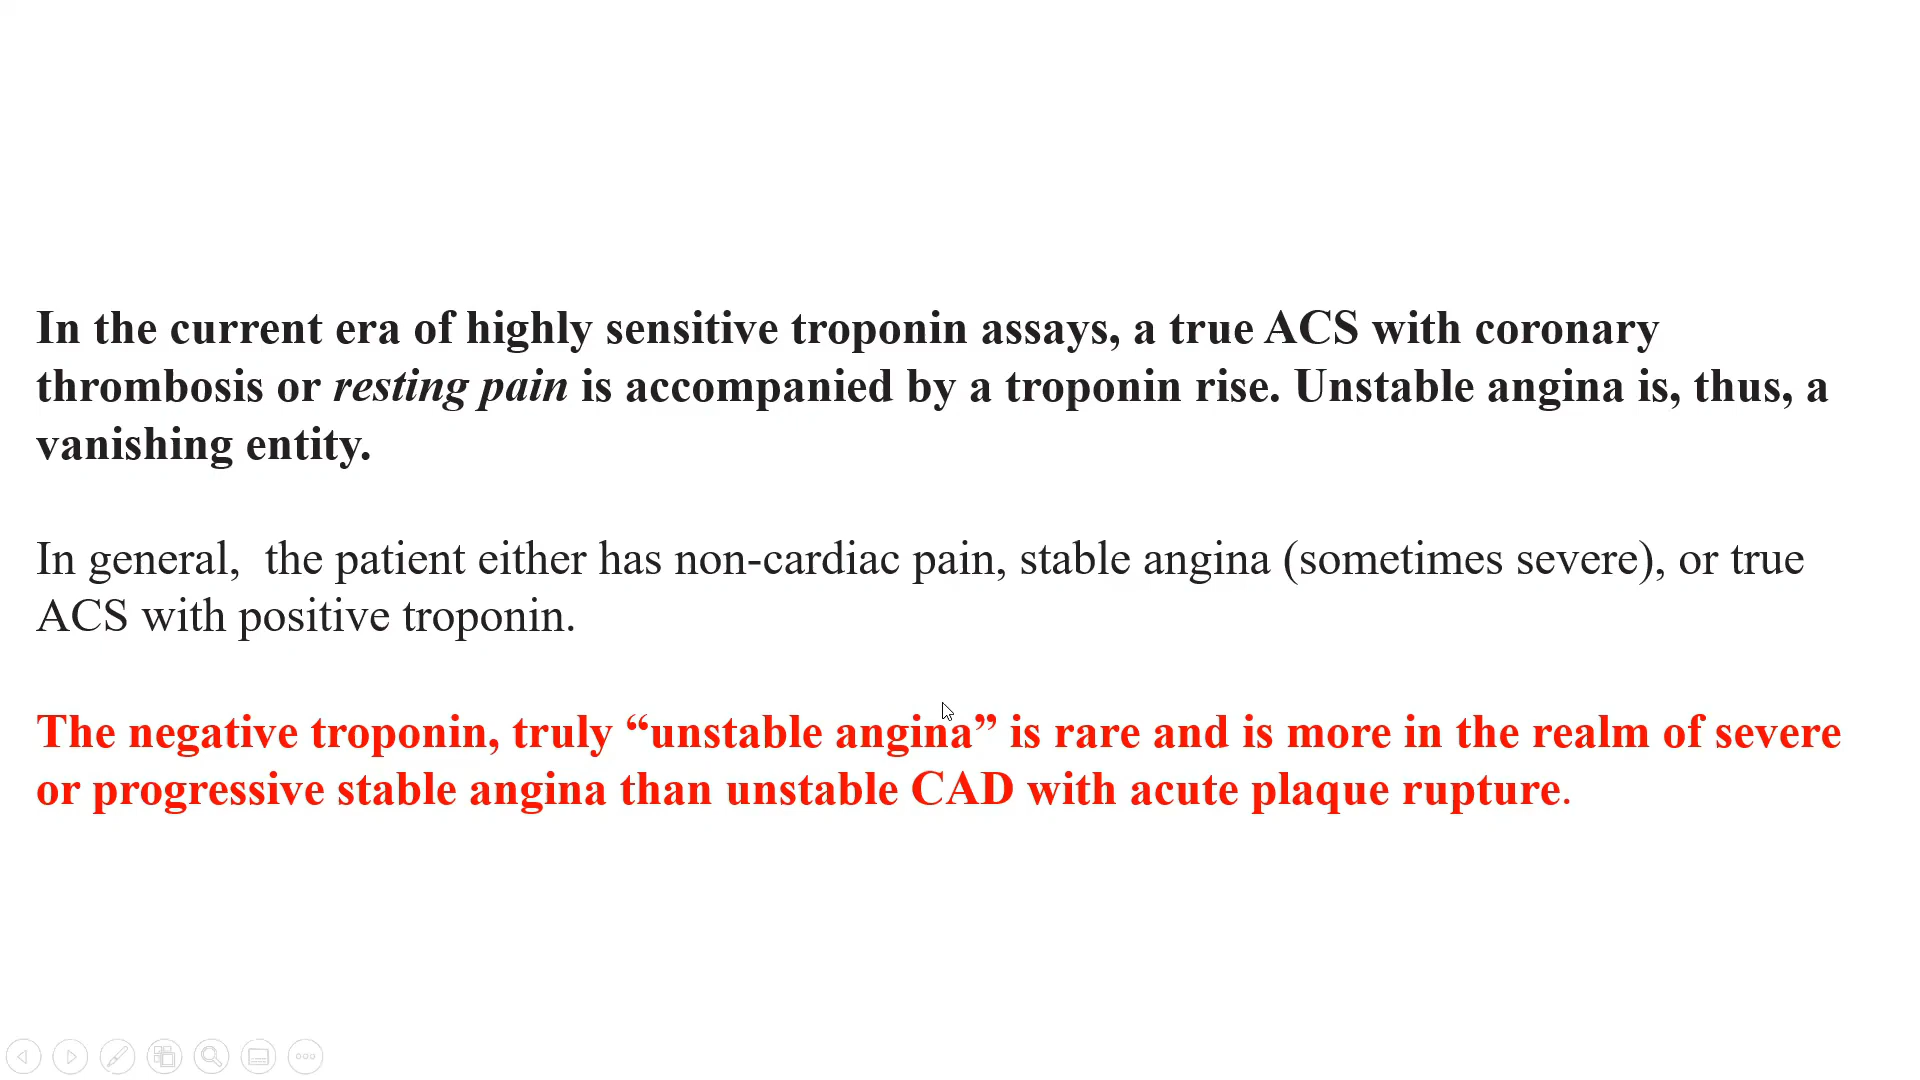 In the current era of highly sensitive troponin assays, a true ACS with coronary
thrombosis or resting pain is accompanied by a troponin rise. Unstable angina is, thus, a
vanishing entity.
In general,  the patient either has non-cardiac pain, stable angina (sometimes severe), or true
ACS with positive troponin.
The negative troponin, truly “unstable angina” is rare and is more in the realm of severe
or progressive stable angina than unstable CAD with acute plaque rupture.